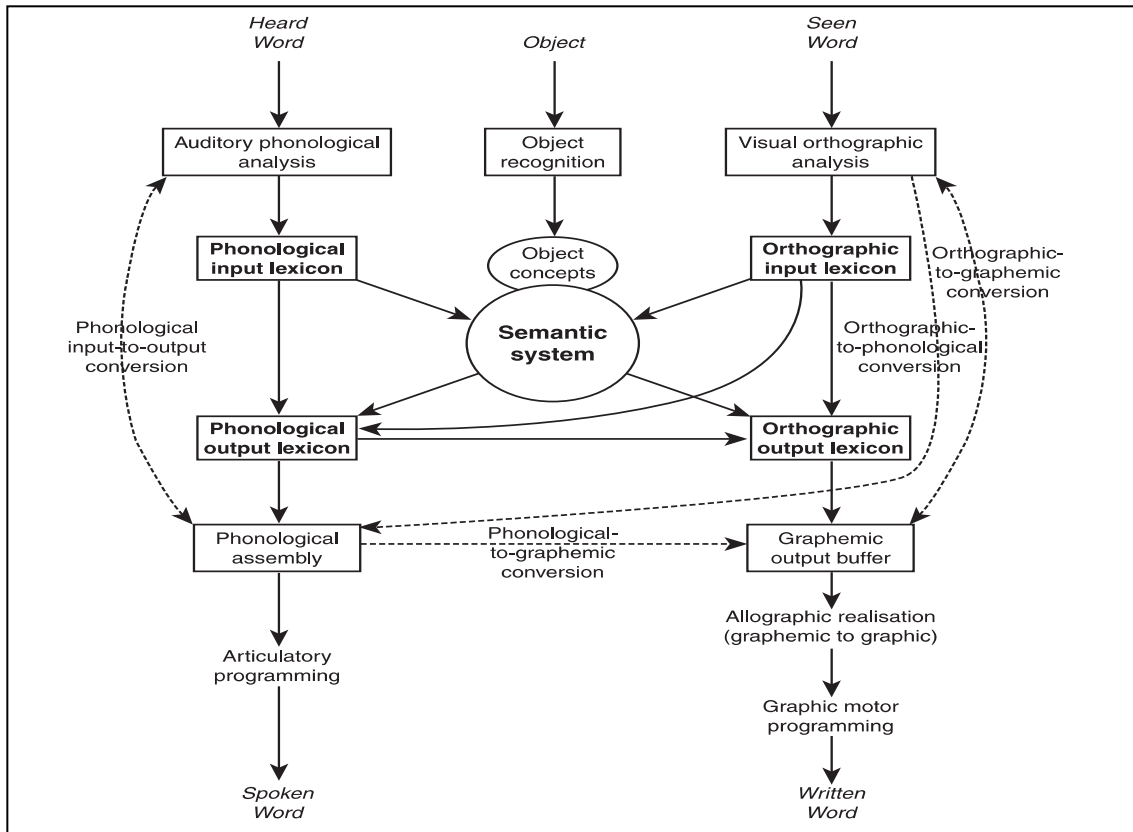 Heard
Word
Object
Seen
Word
Auditory phonological
analysis
Object
recognition
Visual orthographic
analysis
Phonological
input lexicon
Object
concepts
Orthographic
input lexicon
Orthographic-
to-graphemic
conversion
Phonological
input-to-output
conversion
Semantic
system
Orthographic-
to-phonological
conversion
Phonological
output lexicon
Orthographic
output lexicon
Phonological
assembly
Phonological-
to-graphemic
conversion
Graphemic
output buffer
Allographic realisation
(graphemic to graphic)
Articulatory
programming
Graphic motor
programming
Spoken
Word
Written
Word